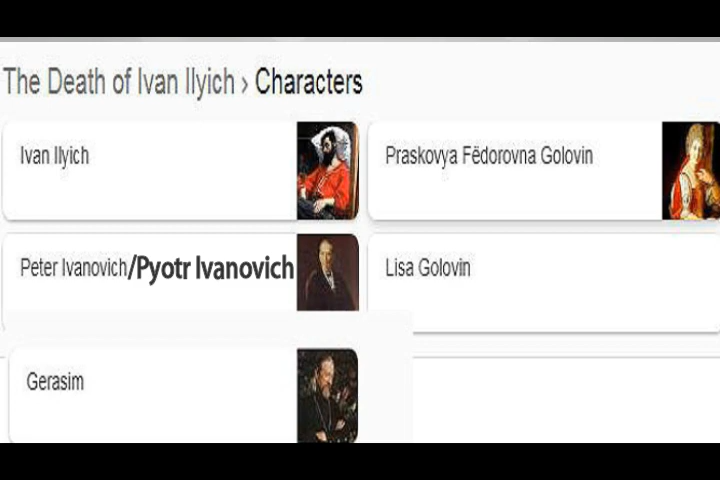 The Death of Ivan Ilyich › Characters
Ivan Ilyich
Praskovya Fëdorovna Golovin
Peter Ivanovich/Pyotr Ivanovich
Lisa Golovin
Gerasim